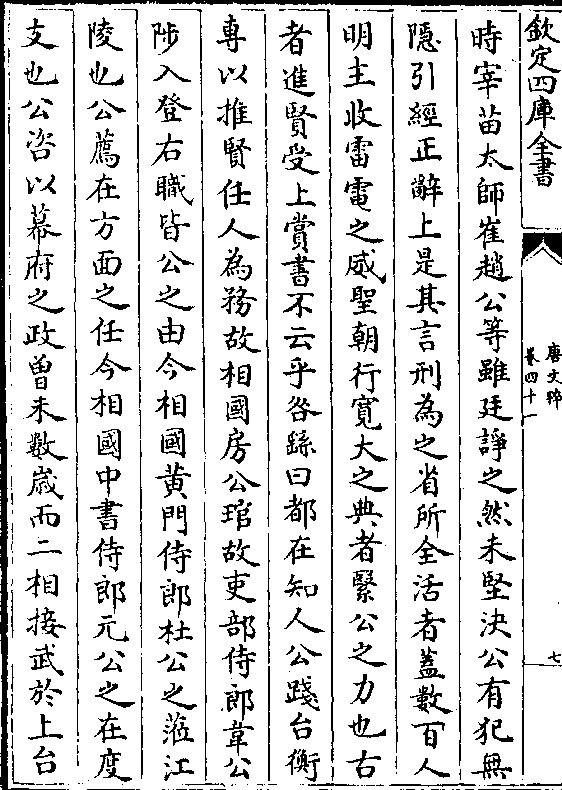 欽定四庫全書
唐文粹
卷四十一
七
時宰苗太師崔趙公等雖廷諍之然未堅決公有犯無
隱引經正辭上是其言刑為之省所全活者蓋數百人
明主收雷電之威聖朝行寛大之典者繄公之力也古
者進賢受上賞書不云乎咎繇曰都在知人公踐台衡
専以推賢任人為務故相國房公琯故吏部侍郎韋公
陟入登右職皆公之由今相國黄門侍郎杜公之蒞江
陵也公薦在方面之任今相國中書侍郎元公之在度
支也公咨以幕府之政曾未數歲而二相接武於上台